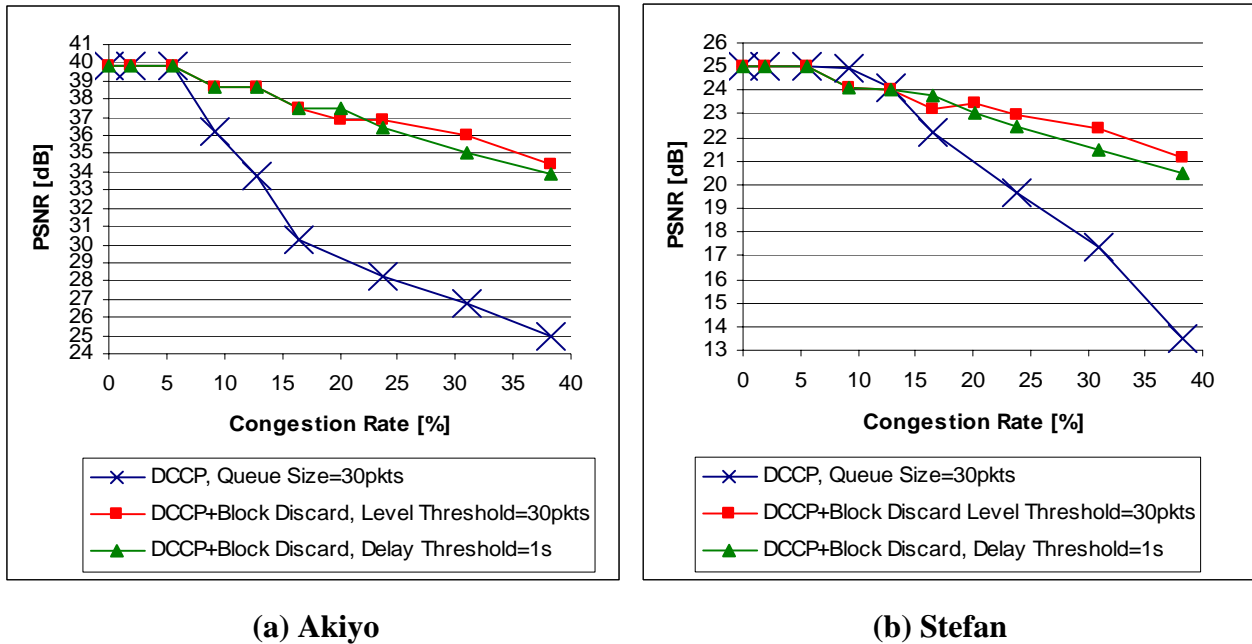 PSNR [dB]
41
40
39
38
37
36
35
34
33
32
31
30
29
28
27
26
25
24
0 5 10 15 20 25 30 35 40
Congestion Rate [%]
DCCP, Queue Size=30pkts
DCCP+Block Discard, Level Threshold=30pkts
DCCP+Block Discard, Delay Threshold=1s
(a) Akiyo
PSNR [dB]
26
25
24
23
22
21
20
19
18
17
16
15
14
13
0 5 10 15 20 25 30 35 40
Congestion Rate [%]
DCCP, Queue Size=30pkts
DCCP+Block Discard Level Threshold=30pkts
DCCP+Block Discard, Delay Threshold=1s
(b) Stefan